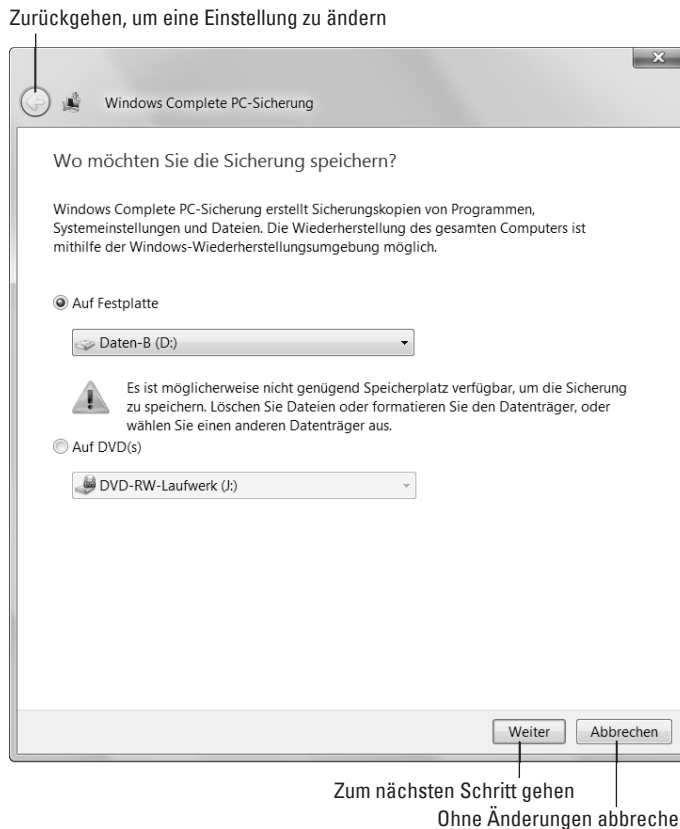 Zurückgehen, um eine Einstellung zu ändern
Windows Complete PC-Sicherung
Wo möchten Sie die Sicherung speichern?
Windows Complete PC-Sicherung erstellt Sicherungskopien von Programmen,
Systemeinstellungen und Dateien. Die Wiederherstellung des gesamten Computers ist
mithilfe der Windows-Wiederherstellungsumgebung möglich.
Auf Festplatte
Daten-B (D:)
Es ist möglicherweise nicht genügend Speicherplatz verfügbar, um die Sicherung
zu speichern. Löschen Sie Dateien oder formatieren Sie den Datenträger, oder
wählen Sie einen anderen Datenträger aus.
Auf DVD(s)
DVD-RW-Laufwerk (J:)
Weiter Abbrechen
Zum nächsten Schritt gehen
Ohne Änderungen abbreche